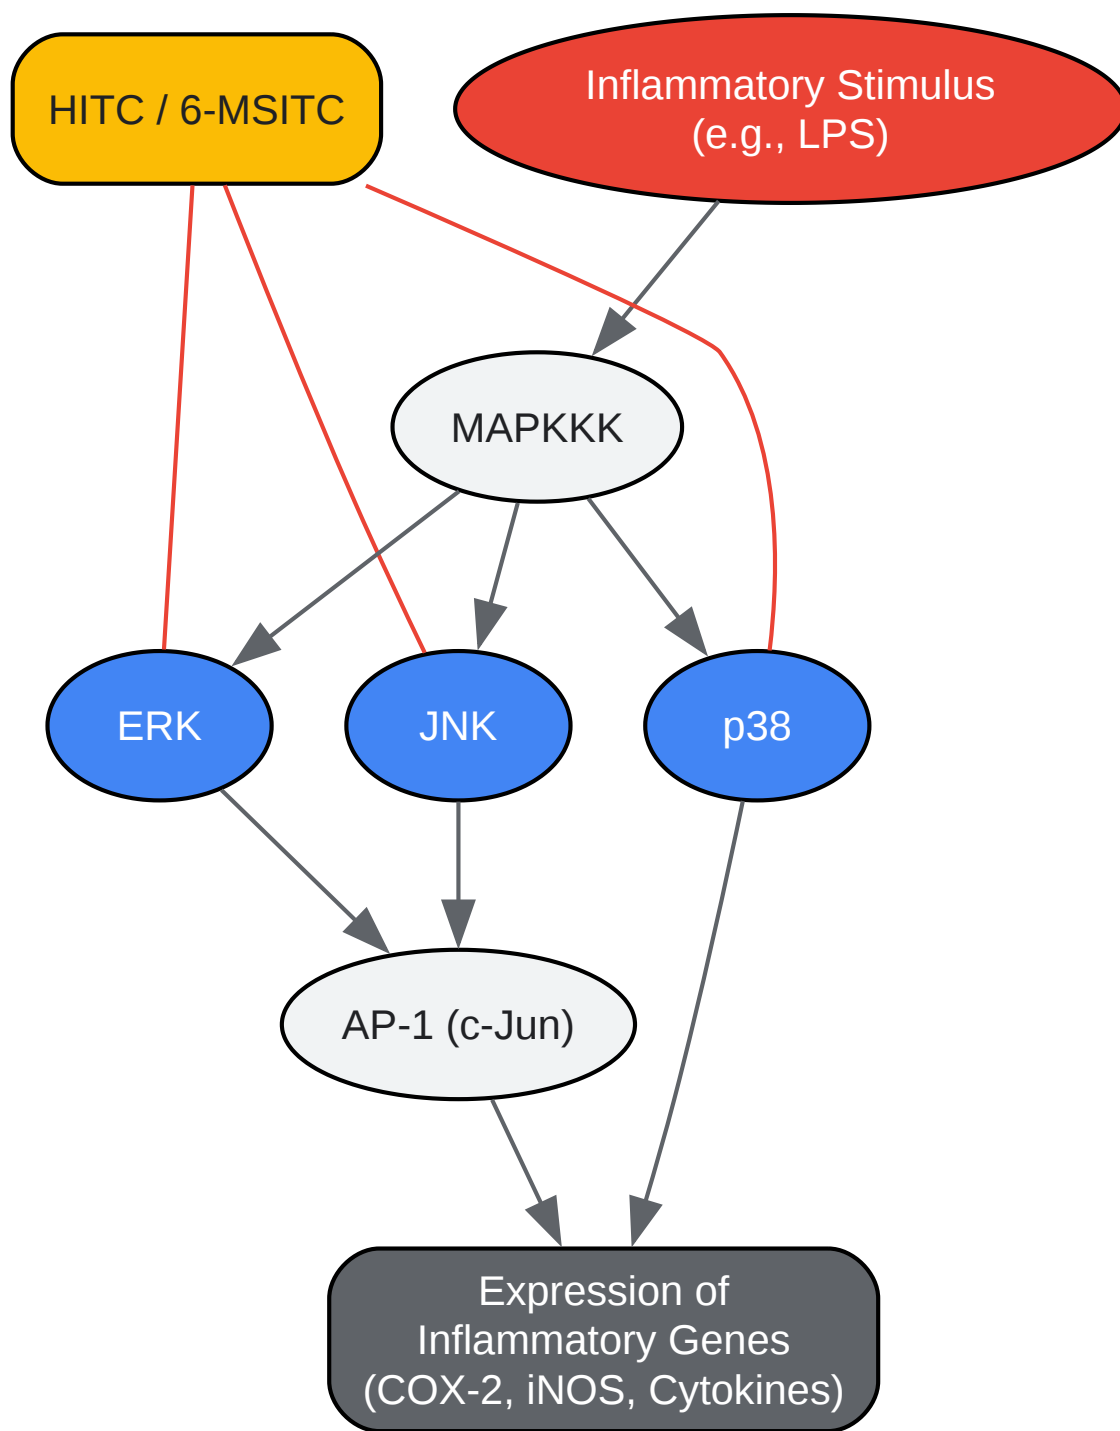 HITC / 6-MSITC
Inflammatory Stimulus
(e.g., LPS)
MAPKKK
ERK
JNK
p38
AP-1 (c-Jun)
Expression of
Inflammatory Genes
(COX-2, iNOS, Cytokines)